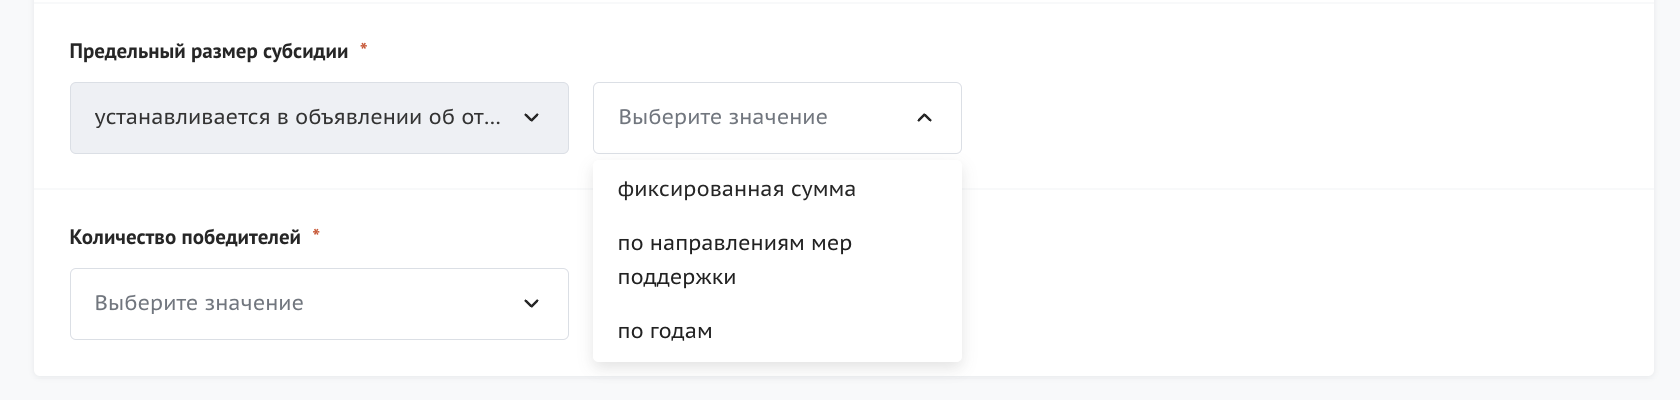 Предельный размер субсидии *
устанавливается в объявлении об от...
Выберите значение
фиксированная сумма
по направлениям мер
поддержки
по годам
Количество победителей *
Выберите значение